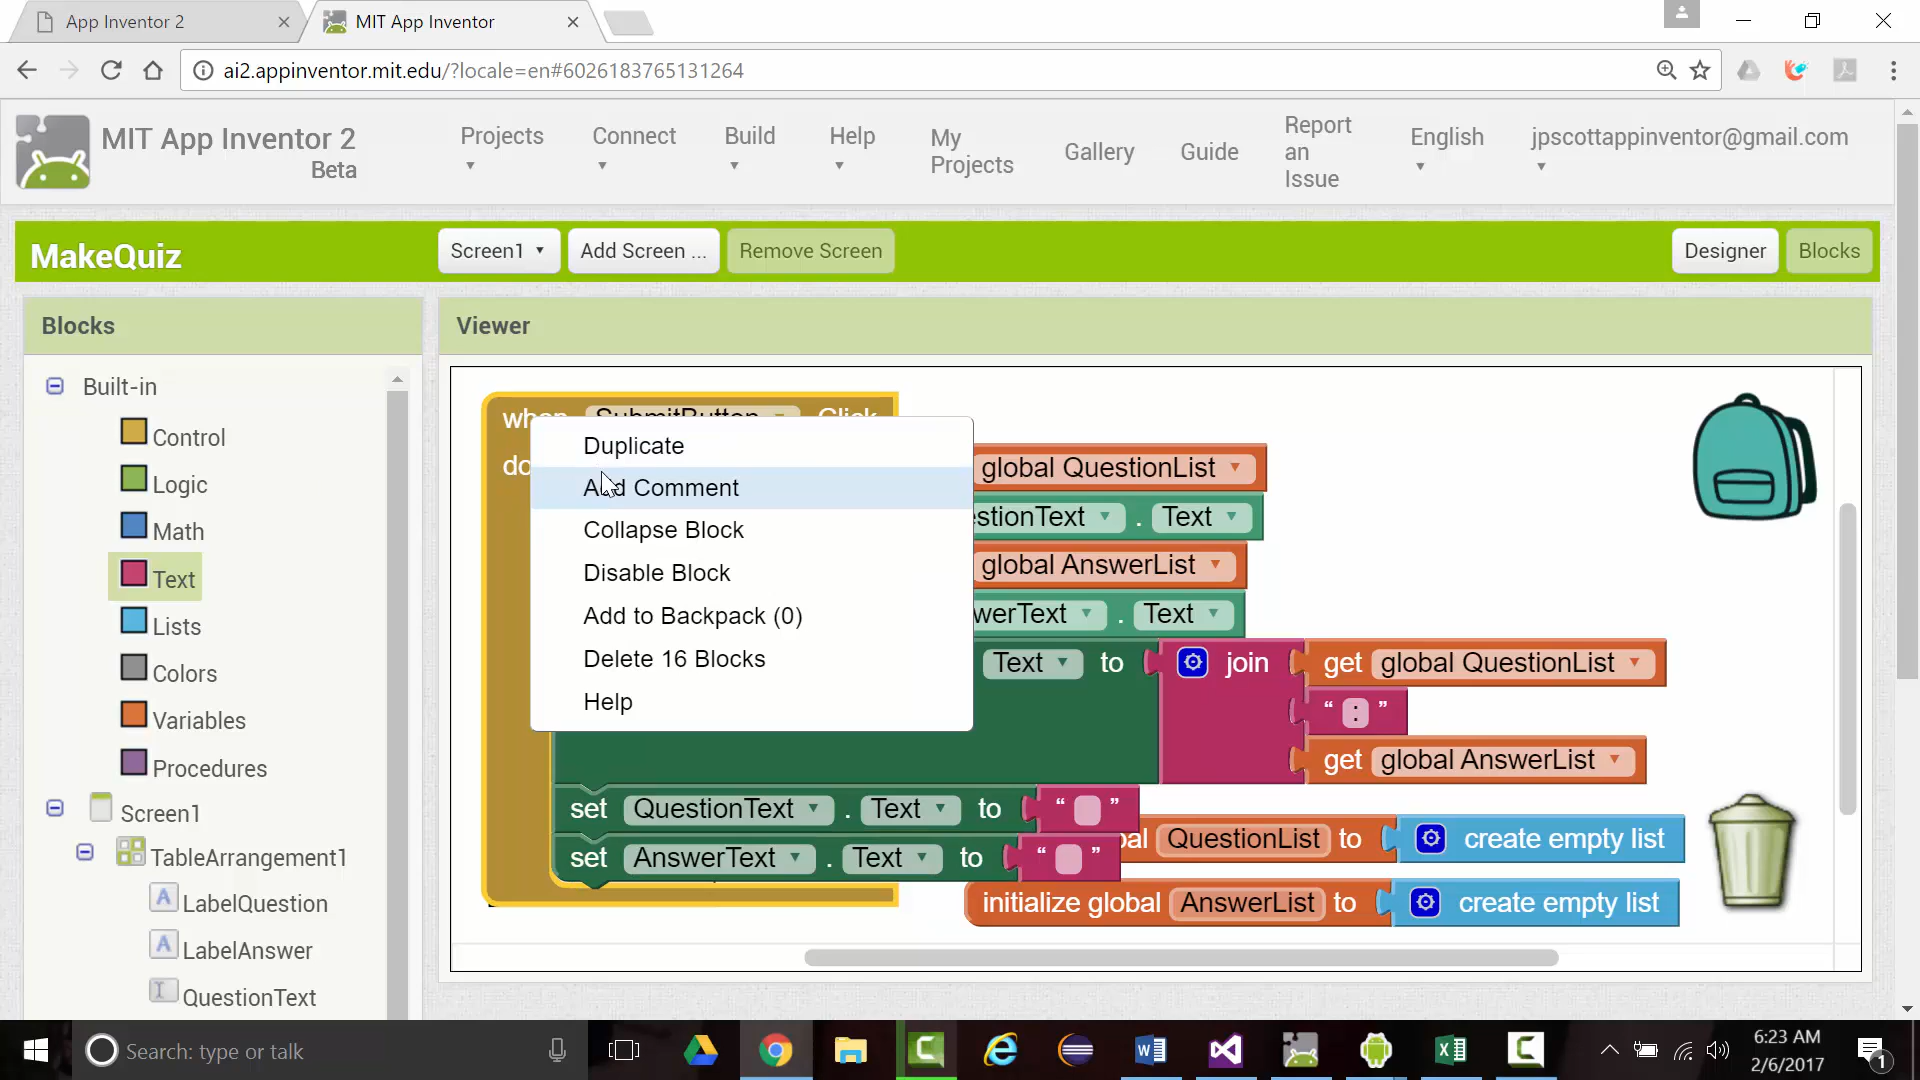 App Inventor 2
MIT App Inventor
ai2.appinventor.mit.edu/?locale=en#6026183765131264
MIT App Inventor 2
Beta
Projects
Connect
Build
Help
My
Projects
Gallery
Guide
Report
an
Issue
English
jpscottappinventor@gmail.com
MakeQuiz
Screen1
Add Screen ...
Remove Screen
Designer
Blocks
Blocks
Viewer
Built-in
Control
Logic
Math
Text
Lists
Colors
Variables
Procedures
Screen1
TableArrangement1
LabelQuestion
LabelAnswer
QuestionText
when SubmitButton .Click
do
Duplicate
Add Comment
Collapse Block
Disable Block
Add to Backpack (0)
Delete 16 Blocks
Help
global QuestionList
stionText . Text
global AnswerList
werText . Text
Text to join get global QuestionList
“ : ”
get global AnswerList
set QuestionText . Text to “ ”
set AnswerText . Text to “ ”
bal QuestionList to create empty list
initialize global AnswerList to create empty list
Search: type or talk
6:23 AM
2/6/2017
1